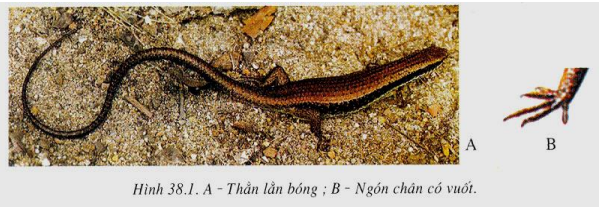 A
B
Hình 38.1. A - Thằn lằn bóng ; B - Ngón chân có vuốt.